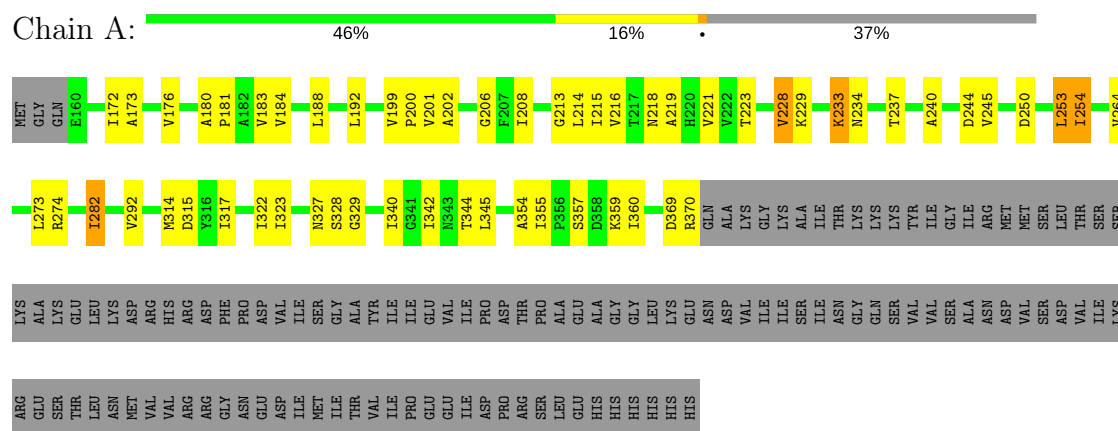 Chain A:
46% 16% • 37%
MET GLY GLN E160 I172 A173 V176 A180 P181 A182 V183 V184 L188 L192 V199 P200 V201 A202 G206 F207 I208 G213 L214 I215 V216 T217 N218 A219 H220 V221 V222 T223 V228 K229 K233 N234 T237 A240 D244 V245 D250 L253 I254
L273 R274 I282 V292 M314 D315 Y316 I317 I322 I323 N327 S328 G329 I340 G341 I342 N343 T344 L345 A354 I355 P356 S357 D358 K359 I360 D369 R370 GLN ALA LYS GLY LYS ALA ILE THR LYS LYS LYS TYR ILE GLY ILE ARG MET MET SER LEU THR SER SER
LYS ALA LYS GLU LEU LYS ASP ARG HIS ARG ASP PHE PRO ASP VAL ILE SER GLY ALA TYR ILE ILE GLU VAL ILE PRO ASP THR PRO ALA GLU ALA GLY GLY LEU LYS GLU ASN ASP VAL ILE ILE SER ILE ASN GLY GLN SER VAL VAL SER ALA ASN ASP VAL SER ASP VAL ILE LYS
ARG GLU SER THR LEU ASN MET VAL VAL ARG ARG GLY ASN GLU ASP ILE MET ILE THR VAL ILE PRO GLU GLU ILE ASP PRO ARG SER LEU GLU HIS HIS HIS HIS HIS HIS